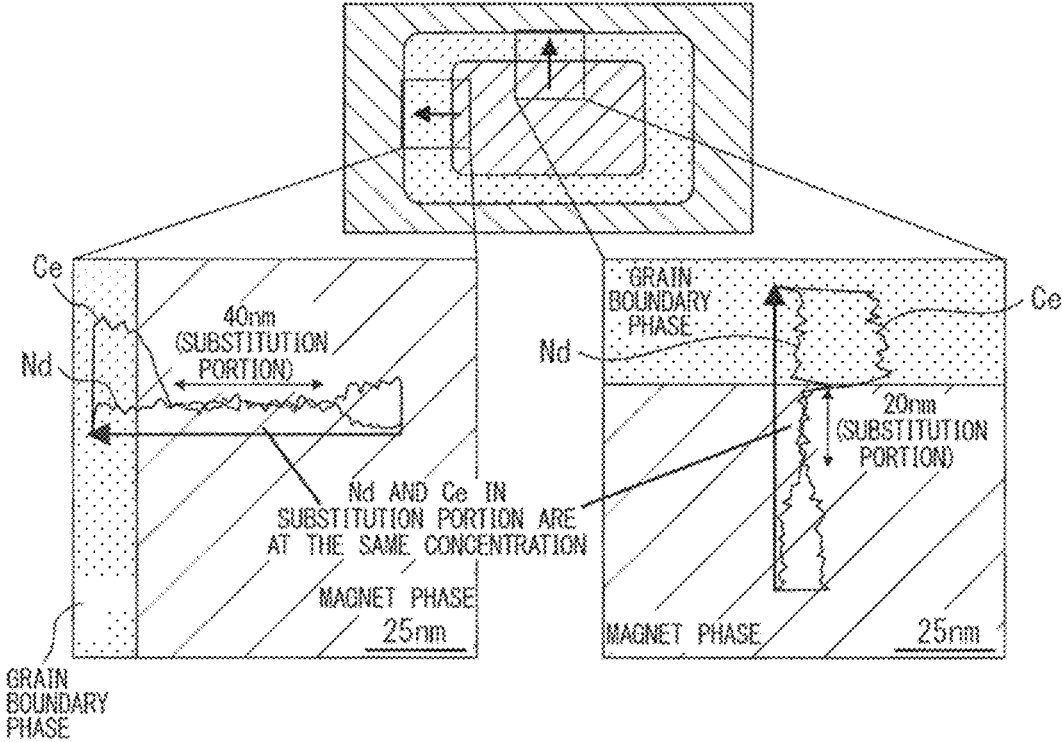 Ce
40nm
(SUBSTITUTION
PORTION)
Nd
GRAIN
BOUNDARY
PHASE
Ce
Nd
20nm
(SUBSTITUTION
PORTION)
Nd AND Ce IN
SUBSTITUTION PORTION ARE
AT THE SAME CONCENTRATION
MAGNET PHASE
25nm
MAGNET PHASE
25nm
GRAIN
BOUNDARY
PHASE